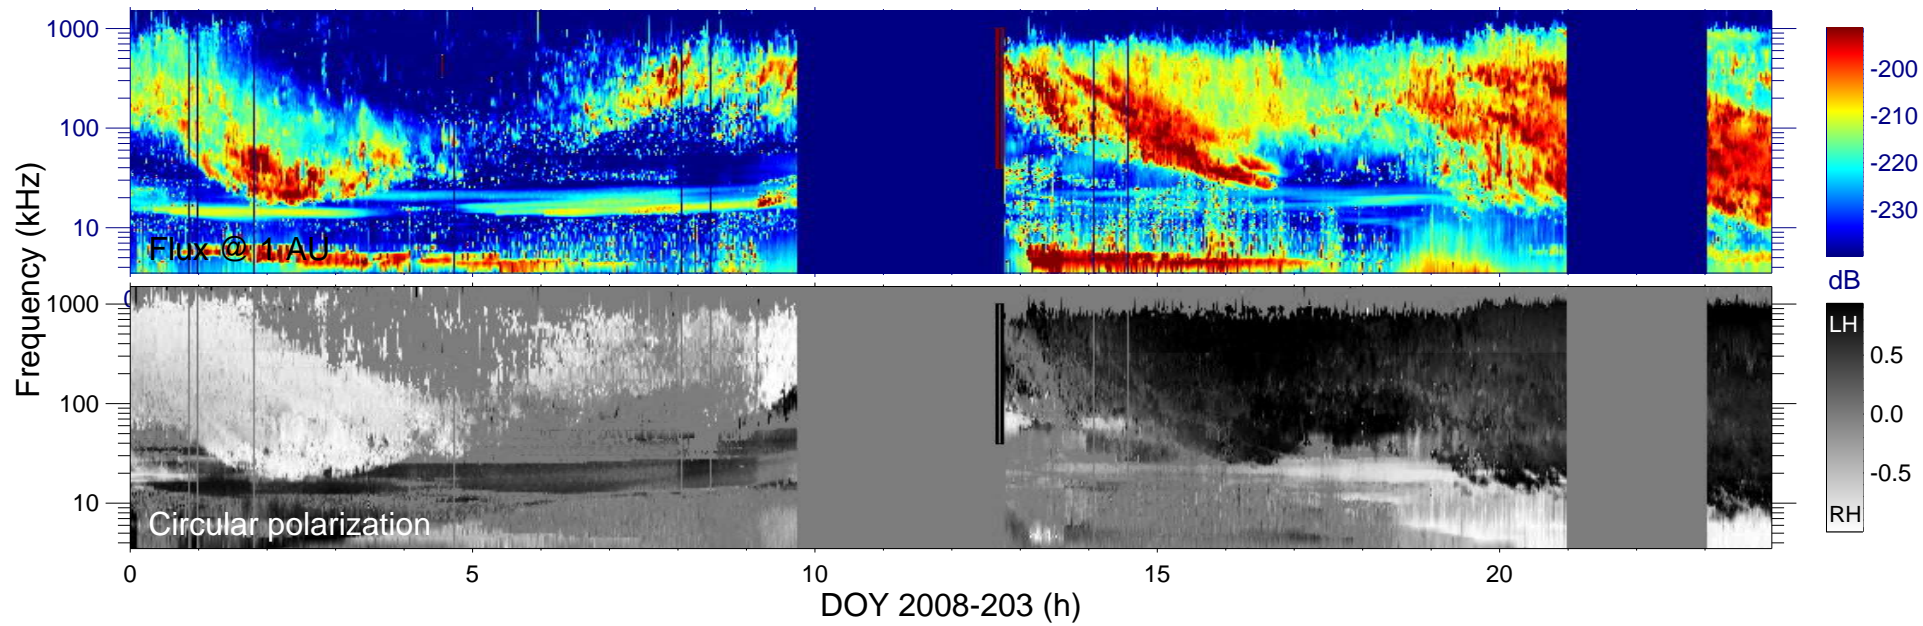 Frequency (kHz)
1000
100
10
Flux @ 1 AU
-200
-210
-220
-230
dB
0
1000
100
10
Circular polarization
LH
0.5
0.0
-0.5
RH
0
5
10
15
20
DOY 2008-203 (h)